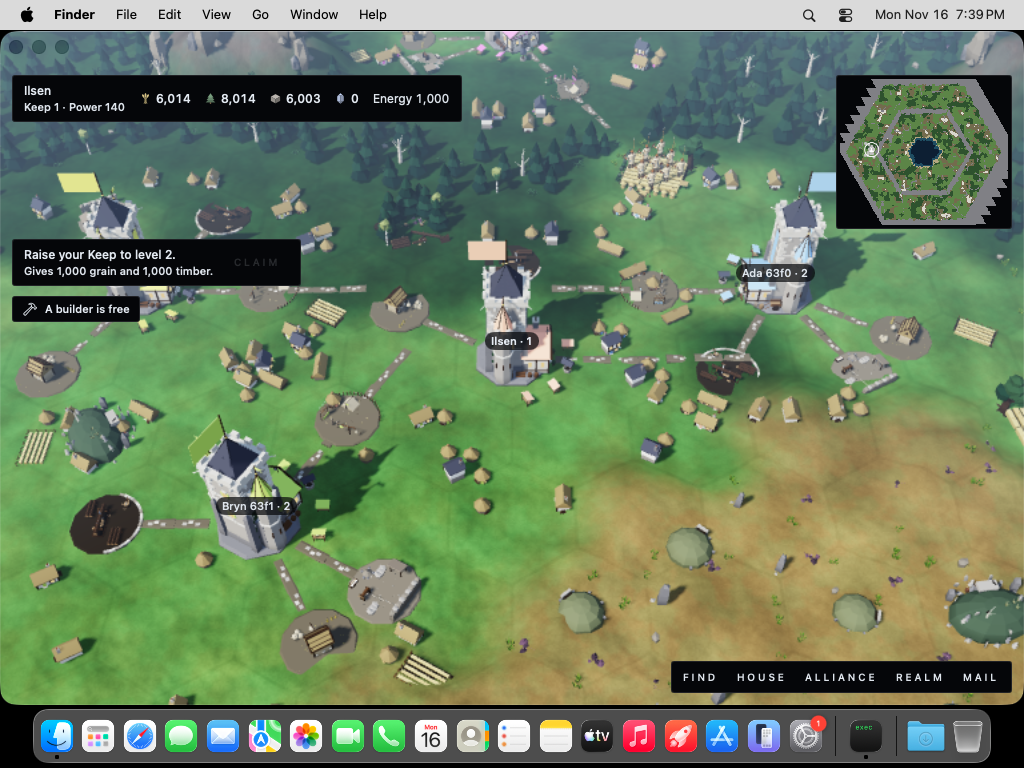 Finder File Edit View Go Window Help Mon Nov 16 7:39 PM
Ilsen
Keep 1 · Power 140
6,014 8,014 6,003 0 Energy 1,000
Raise your Keep to level 2.
Gives 1,000 grain and 1,000 timber.
CLAIM
A builder is free
Ada 63f0 · 2
Ilsen · 1
Bryn 63f1 · 2
FIND HOUSE ALLIANCE REALM MAIL
Mon
16
tv
1
exec